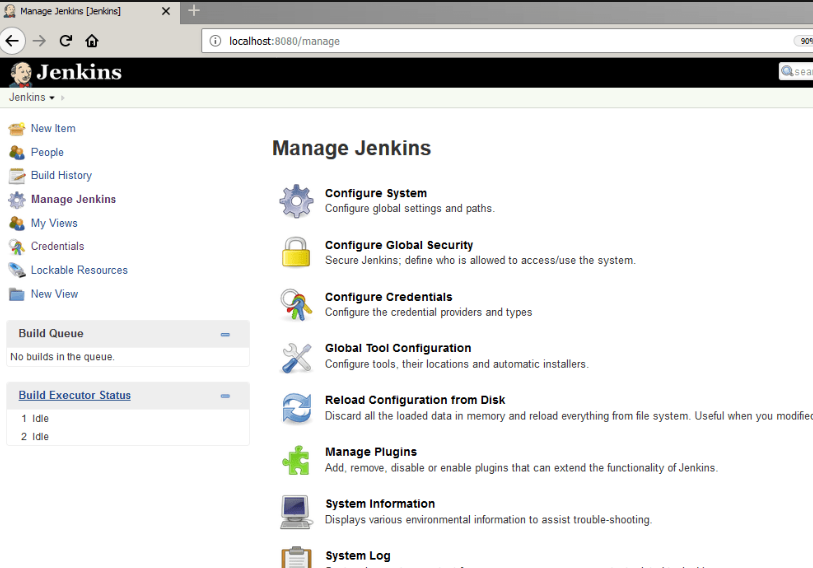 Manage Jenkins [Jenkins]
localhost:8080/manage
90%
Jenkins
sea
Jenkins
New Item
People
Build History
Manage Jenkins
My Views
Credentials
Lockable Resources
New View
Build Queue
No builds in the queue.
Build Executor Status
1 Idle
2 Idle
Manage Jenkins
Configure System
Configure global settings and paths.
Configure Global Security
Secure Jenkins; define who is allowed to access/use the system.
Configure Credentials
Configure the credential providers and types
Global Tool Configuration
Configure tools, their locations and automatic installers.
Reload Configuration from Disk
Discard all the loaded data in memory and reload everything from file system. Useful when you modified
Manage Plugins
Add, remove, disable or enable plugins that can extend the functionality of Jenkins.
System Information
Displays various environmental information to assist trouble-shooting.
System Log